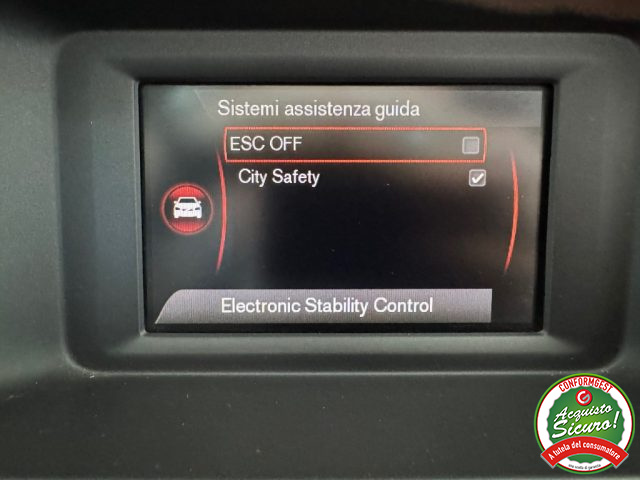 Sistemi assistenza guida
ESC OFF
City Safety
Electronic Stability Control
CONFORMGEST
Acquisto
Sicuro!
A tutela del consumatore